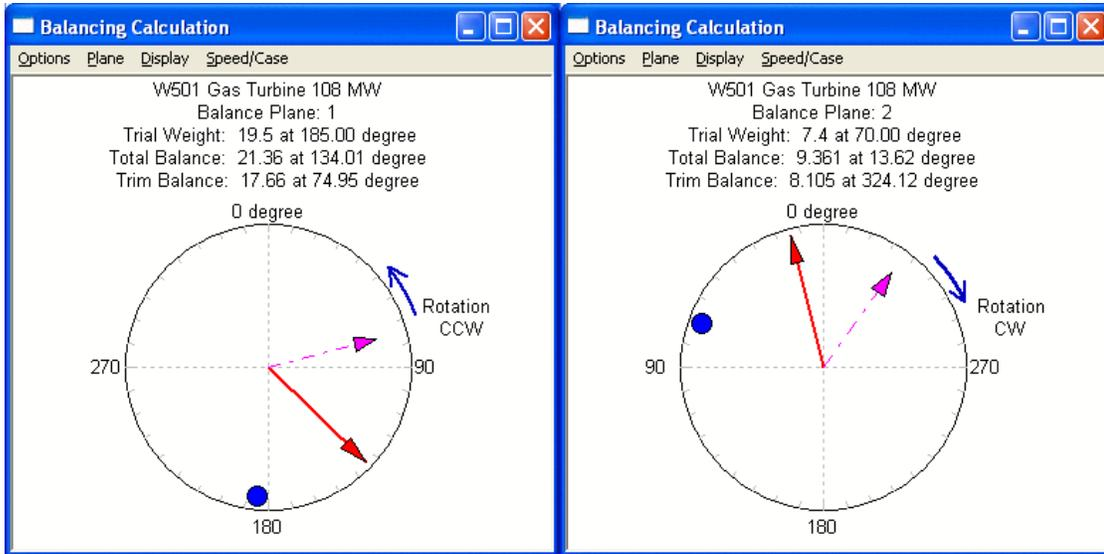 Balancing Calculation
Options Plane Display Speed/Case
W501 Gas Turbine 108 MW
Balance Plane: 1
Trial Weight: 19.5 at 185.00 degree
Total Balance: 21.36 at 134.01 degree
Trim Balance: 17.66 at 74.95 degree
0 degree
Rotation
CCW
270
90
180
Balancing Calculation
Options Plane Display Speed/Case
W501 Gas Turbine 108 MW
Balance Plane: 2
Trial Weight: 7.4 at 70.00 degree
Total Balance: 9.361 at 13.62 degree
Trim Balance: 8.105 at 324.12 degree
0 degree
Rotation
CW
90
270
180